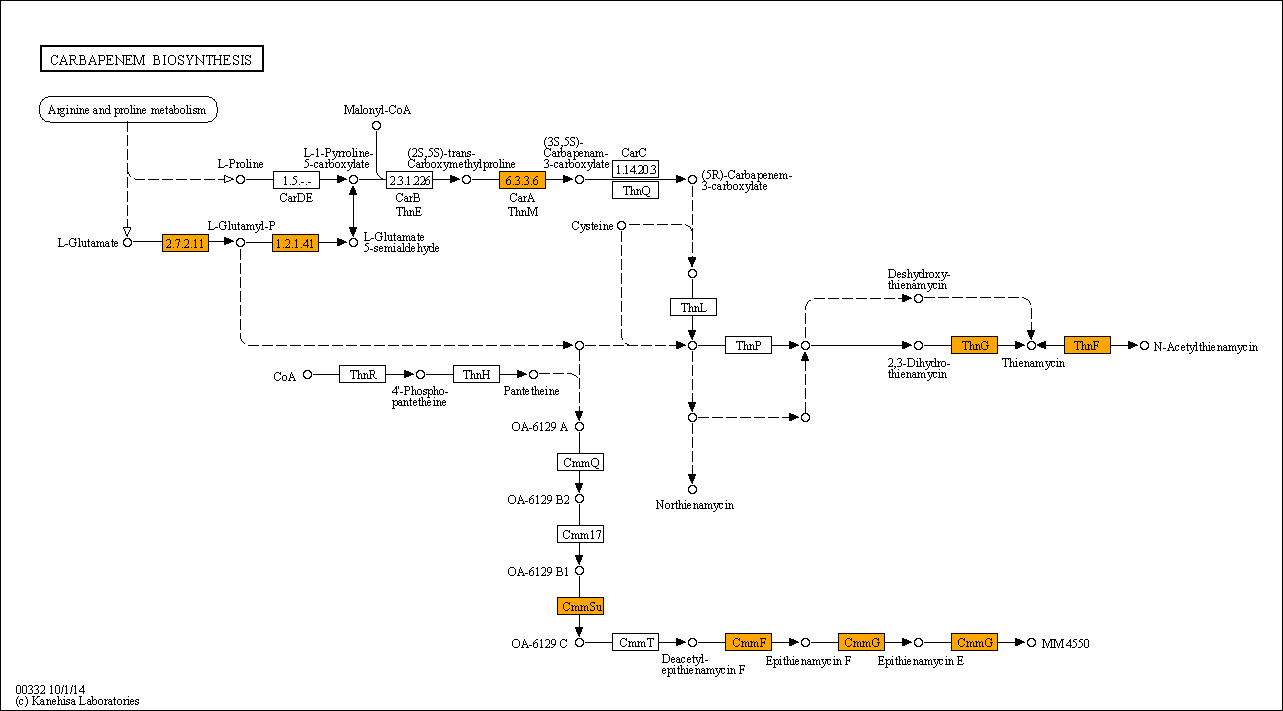 CARBAPENEM BIOSYNTHESIS
Arginine and proline metabolism
Malonyl-CoA
L-Proline
1.5.-.-
CarDE
L-1-Pyrroline-
5-carboxylate
2.3.1.226
CarB
ThnE
(2S,5S)-trans-
Carboxymethylproline
6.3.3.6
CarA
ThnM
(3S,5S)-
Carbapenam-
3-carboxylate
CarC
1.14.20.3
ThnQ
(5R)-Carbapenem-
3-carboxylate
L-Glutamate
2.7.2.11
L-Glutamyl-P
1.2.1.41
L-Glutamate
5-semialdehyde
Cysteine
ThnL
Deshydroxy-
thienamycin
ThnP
2,3-Dihydro-
thienamycin
ThnG
Thienamycin
ThnF
N-Acetylthienamycin
CoA
ThnR
4'-Phospho-
pantetheine
ThnH
Pantetheine
OA-6129 A
CmmQ
OA-6129 B2
Northienamycin
Cmm17
OA-6129 B1
CmmSu
OA-6129 C
CmmT
Deacetyl-
epithienamycin F
CmmF
Epithienamycin F
CmmG
Epithienamycin E
CmmG
MM 4550
00332 10/1/14
(c) Kanehisa Laboratories